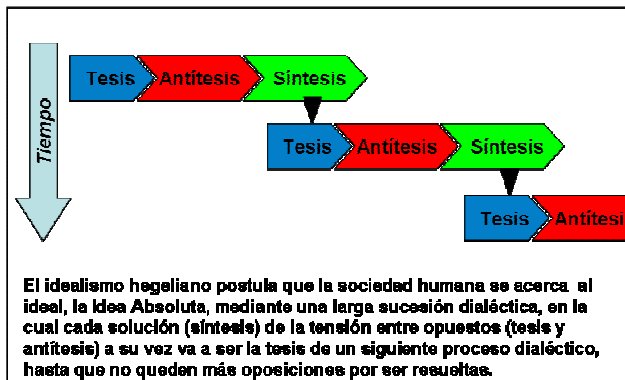 Tiempo
Tesis Antítesis Síntesis
Tesis Antítesis Síntesis
Tesis Antítesi
El idealismo hegeliano postula que la sociedad humana se acerca al
ideal, la Idea Absoluta, mediante una larga sucesión dialéctica, en la
cual cada solución (síntesis) de la tensión entre opuestos (tesis y
antítesis) a su vez va a ser la tesis de un siguiente proceso dialéctico,
hasta que no queden más oposiciones por ser resueltas.